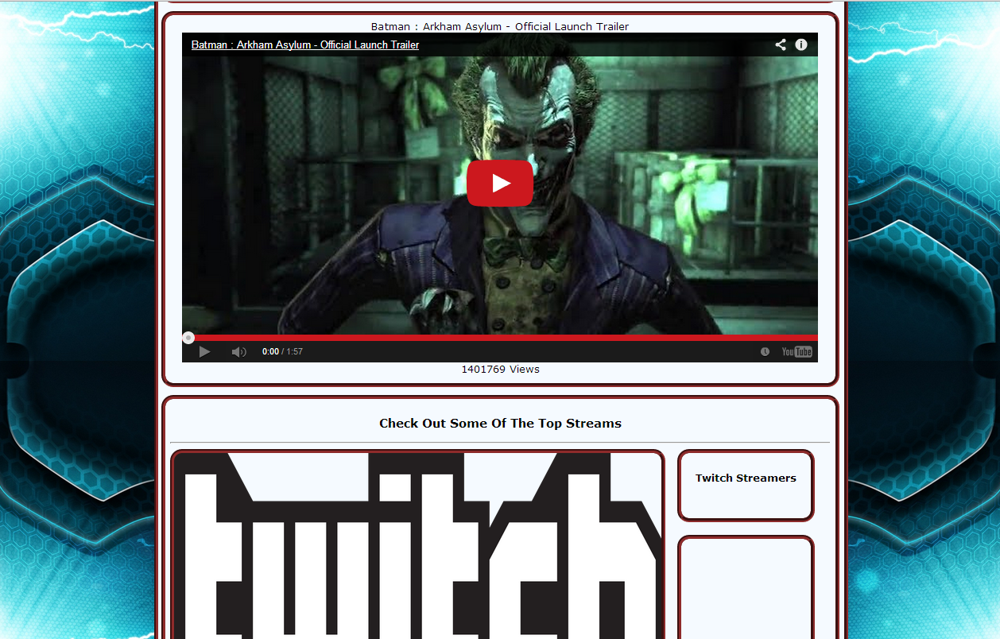 Batman : Arkham Asylum - Official Launch Trailer
Batman : Arkham Asylum - Official Launch Trailer
0:00 / 1:57
YouTube
1401769 Views
Check Out Some Of The Top Streams
twitch
Twitch Streamers